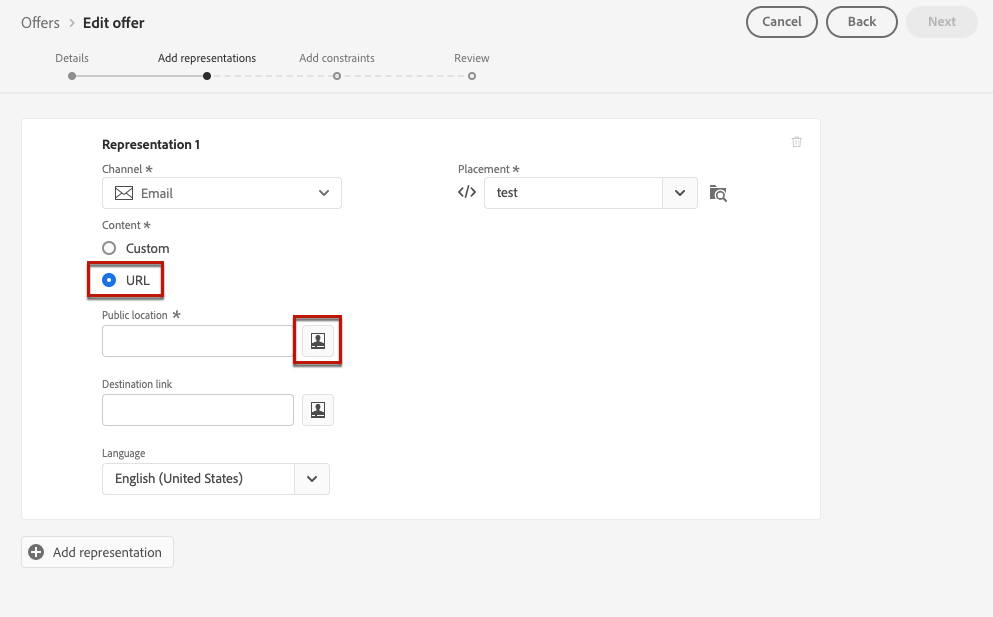 Offers > Edit offer
Cancel
Back
Next
Details
Add representations
Add constraints
Review
Representation 1
Channel *
Placement *
Email
</> test
Content *
Custom
URL
Public location *
Destination link
Language
English (United States)
Add representation